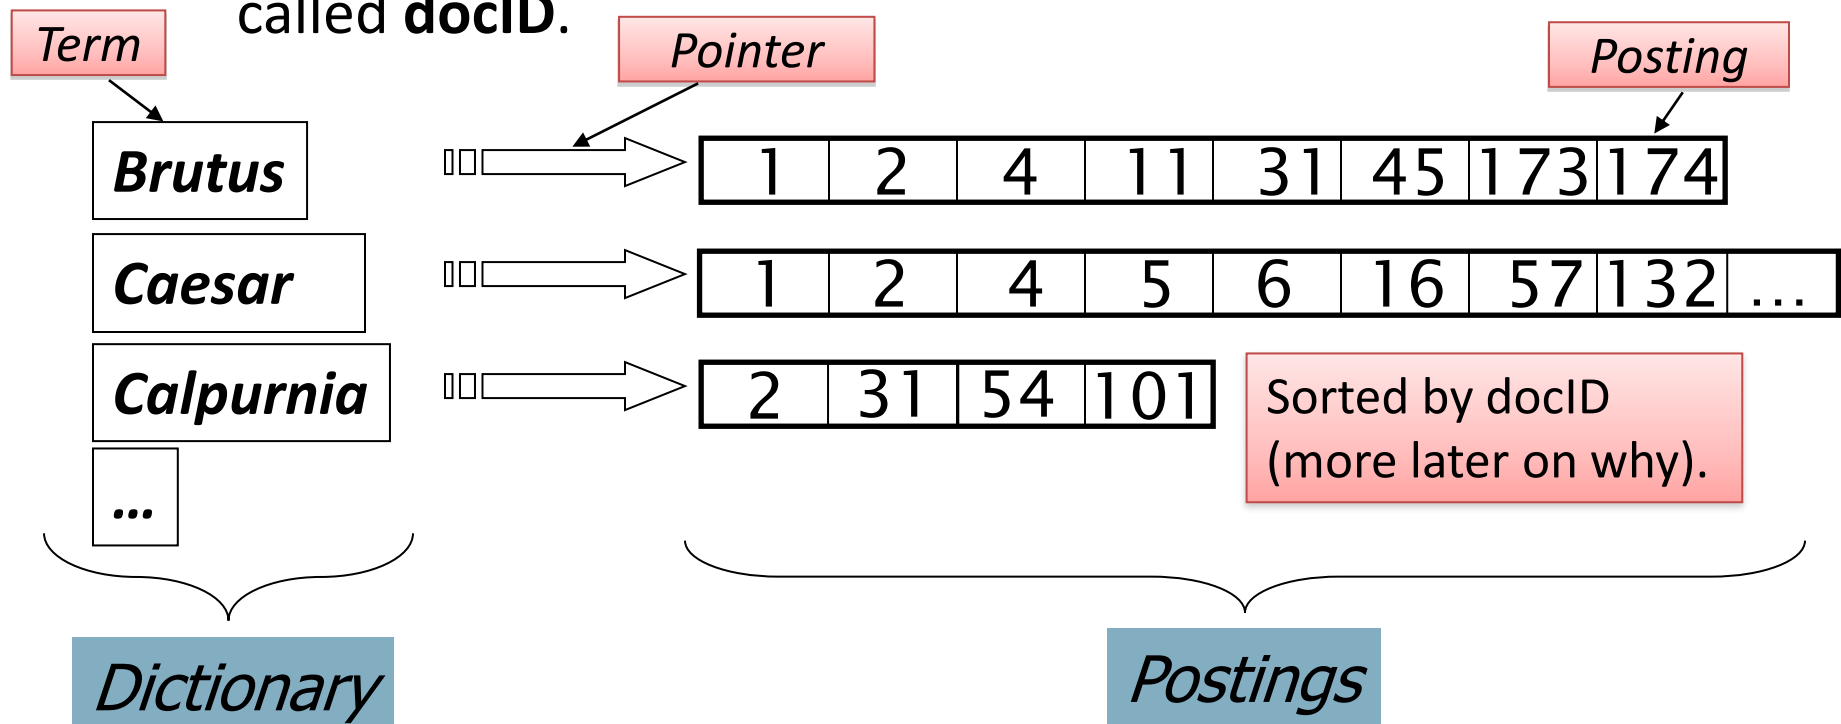 called docID.
Term
Pointer
Posting
Brutus
1 2 4 11 31 45 173 174
Caesar
1 2 4 5 6 16 57 132 ...
Calpurnia
2 31 54 101
Sorted by docID
(more later on why).
...
Dictionary
Postings